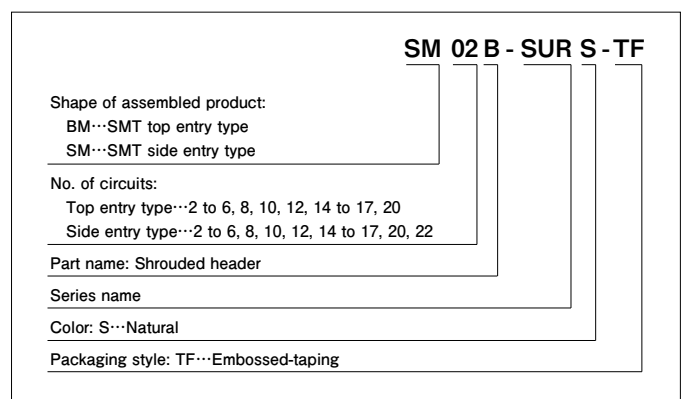 SM 02 B - SUR S - TF
Shape of assembled product:
BM⋯SMT top entry type
SM⋯SMT side entry type
No. of circuits:
Top entry type⋯2 to 6, 8, 10, 12, 14 to 17, 20
Side entry type⋯2 to 6, 8, 10, 12, 14 to 17, 20, 22
Part name: Shrouded header
Series name
Color: S⋯Natural
Packaging style: TF⋯Embossed-taping